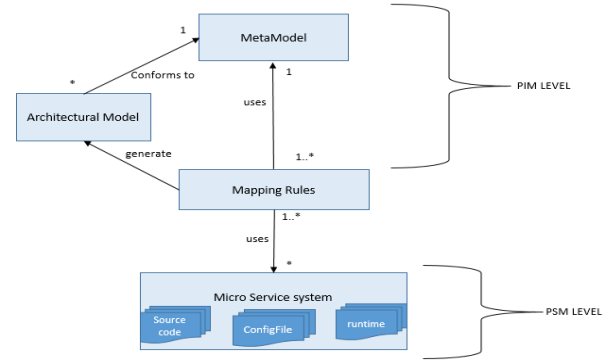 1
MetaModel
*
Conforms to
1
PIM LEVEL
uses
Architectural Model
generate
1..*
Mapping Rules
1..*
uses
*
Micro Service system
PSM LEVEL
Source
code
ConfigFile
runtime